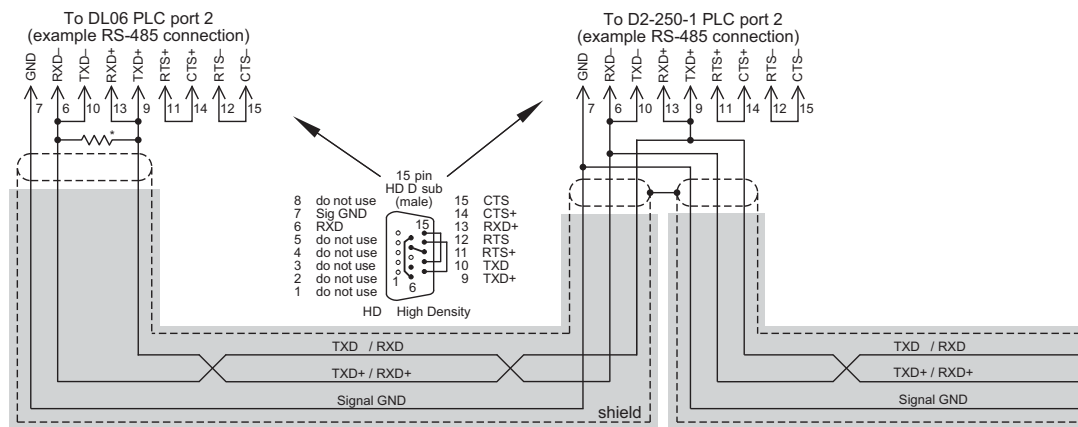 To DL06 PLC port 2
(example RS-485 connection)
GND
RXD–
TXD–
RXD+
TXD+
RTS+
CTS+
RTS–
CTS–
7 6 10 13 9 11 14 12 15
*
To D2-250-1 PLC port 2
(example RS-485 connection)
GND
RXD–
TXD–
RXD+
TXD+
RTS+
CTS+
RTS–
CTS–
7 6 10 13 9 11 14 12 15
15 pin
HD D sub
(male)
8 do not use
7 Sig GND
6 RXD
5 do not use
4 do not use
3 do not use
2 do not use
1 do not use
15
1
6
15 CTS
14 CTS+
13 RXD+
12 RTS
11 RTS+
10 TXD
9 TXD+
HD High Density
TXD / RXD
TXD+ / RXD+
Signal GND
shield
TXD / RXD
TXD+ / RXD+
Signal GND